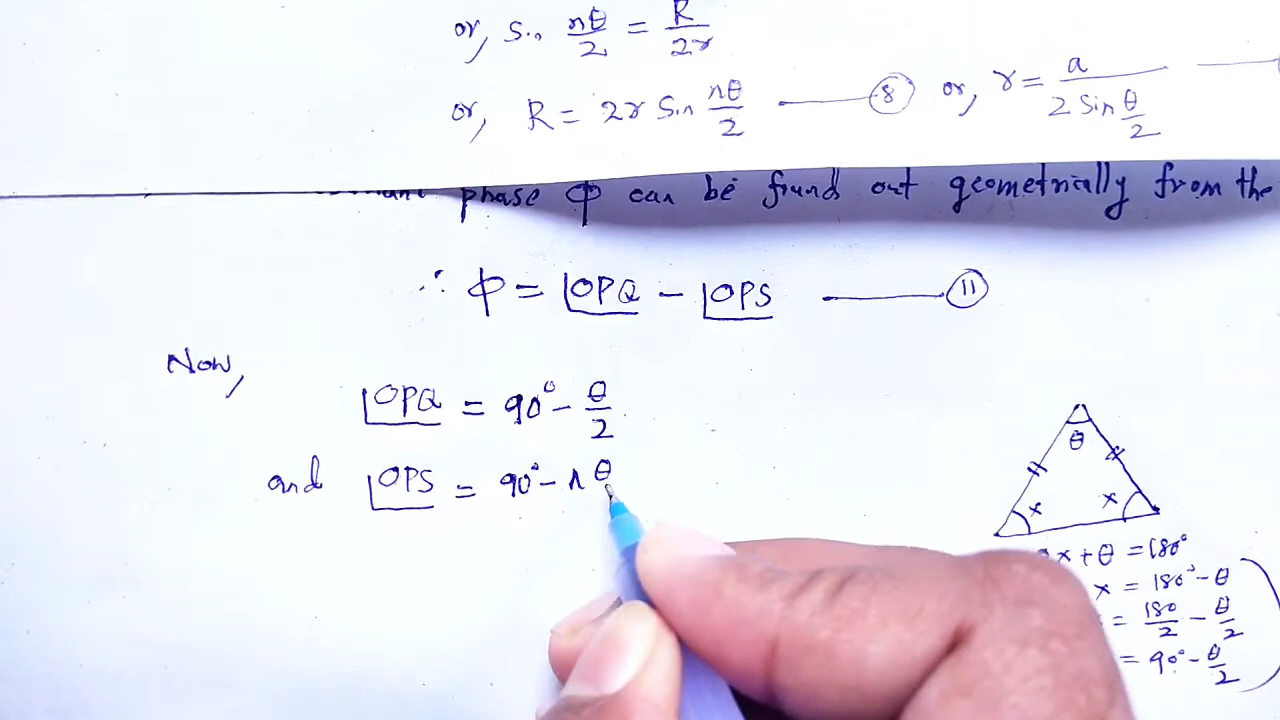 or, Sin nθ/2 = R/2r
or, R = 2r Sin nθ/2 — 8 or, r = a/(2 Sin θ/2)
phase φ can be found out geometrically from the
∴ φ = ∠OPQ − ∠OPS — 11
Now,
∠OPQ = 90° − θ/2
and ∠OPS = 90° − nθ
θ
x x
x + θ = 180°
x = 180° − θ
= 180/2 − θ/2
= 90° − θ/2